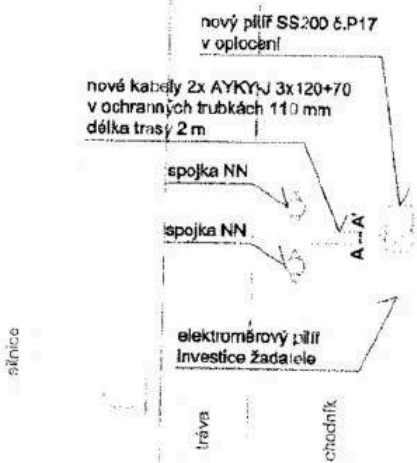 nový pilíř SS200 č.P17
v oplocení
nové kabely 2x AYKYJ 3x120+70
v ochranných trubkách 110 mm
délka trasy 2 m
spojka NN
spojka NN
A - A'
elektroměrový pilíř
investice žadatele
silnice
tráva
chodník